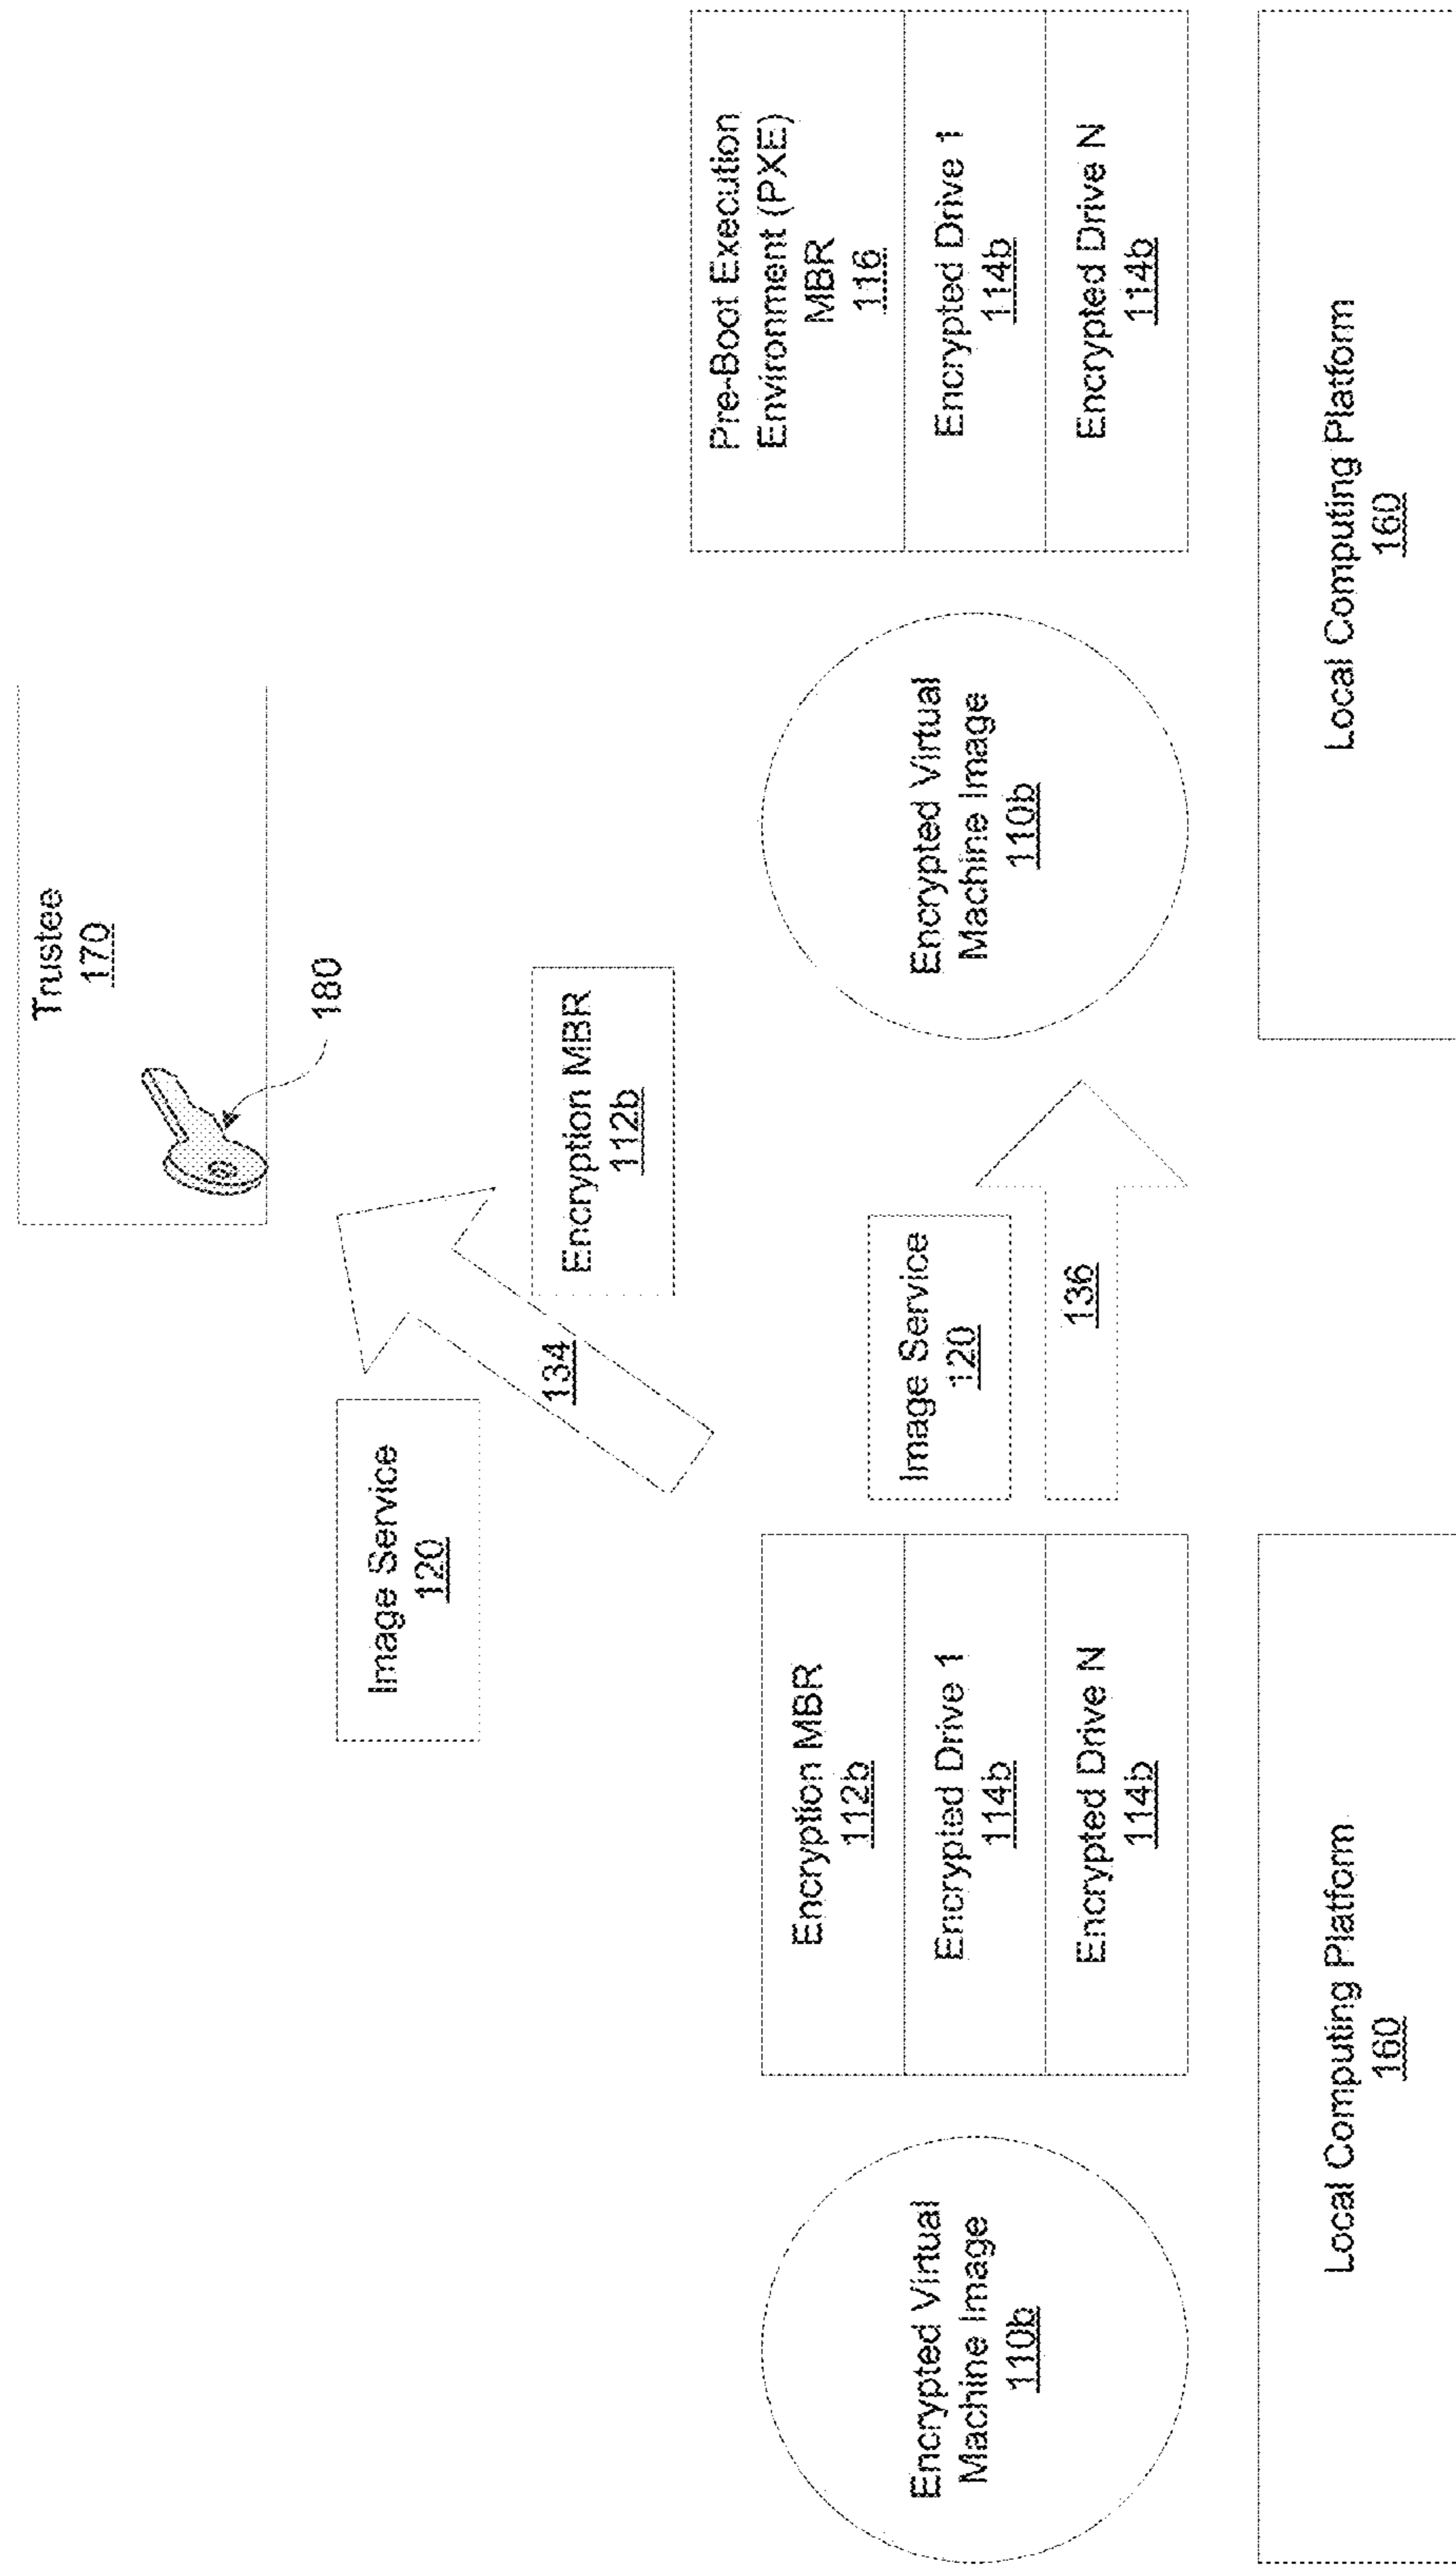 Trustee
170
180
Image Service
120
134
Encryption MBR
112b
Encrypted Virtual
Machine Image
110b
Encryption MBR
112b
Encrypted Drive 1
114b
Encrypted Drive N
114b
Image Service
120
136
Encrypted Virtual
Machine Image
110b
Pre-Boot Execution
Environment (PXE)
MBR
116
Encrypted Drive 1
114b
Encrypted Drive N
114b
Local Computing Platform
160
Local Computing Platform
160